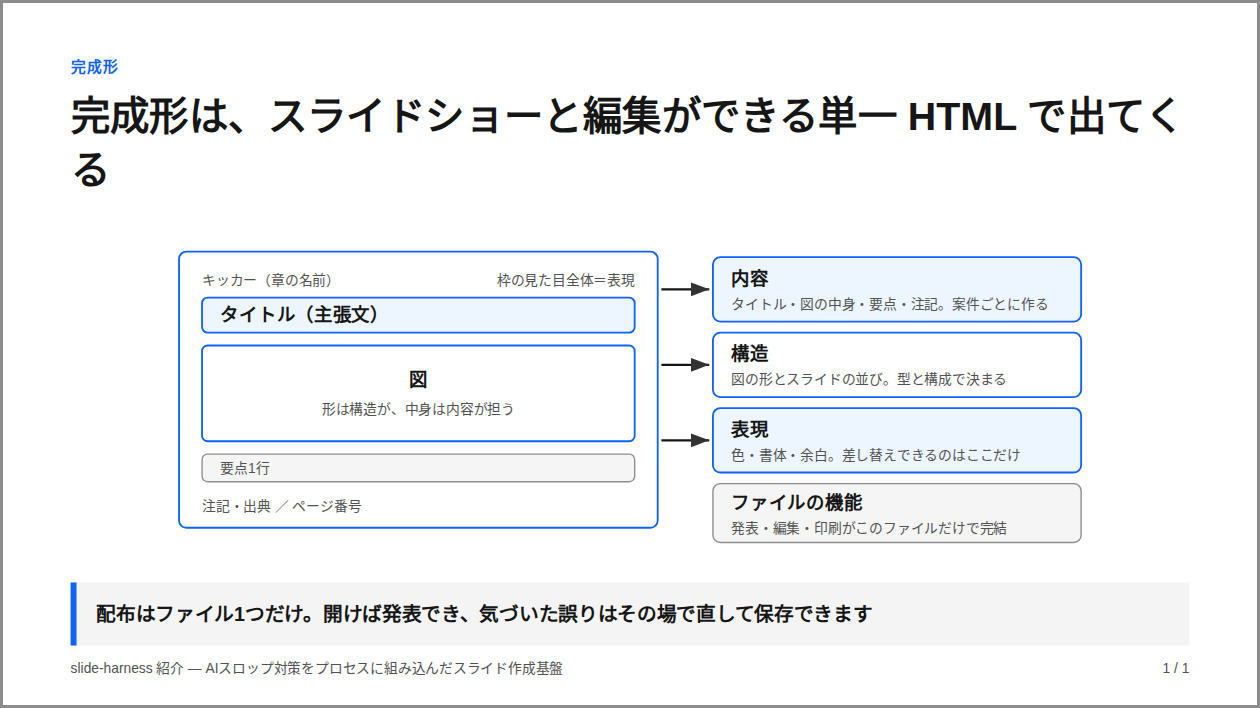 完成形
完成形は、スライドショーと編集ができる単一 HTML で出てく
る
キッカー（章の名前）
枠の見た目全体＝表現
タイトル（主張文）
図
形は構造が、中身は内容が担う
要点1行
注記・出典 ／ ページ番号
内容
タイトル・図の中身・要点・注記。案件ごとに作る
構造
図の形とスライドの並び。型と構成で決まる
表現
色・書体・余白。差し替えできるのはここだけ
ファイルの機能
発表・編集・印刷がこのファイルだけで完結
配布はファイル1つだけ。開けば発表でき、気づいた誤りはその場で直して保存できます
slide-harness 紹介 — AIスロップ対策をプロセスに組み込んだスライド作成基盤
1 / 1